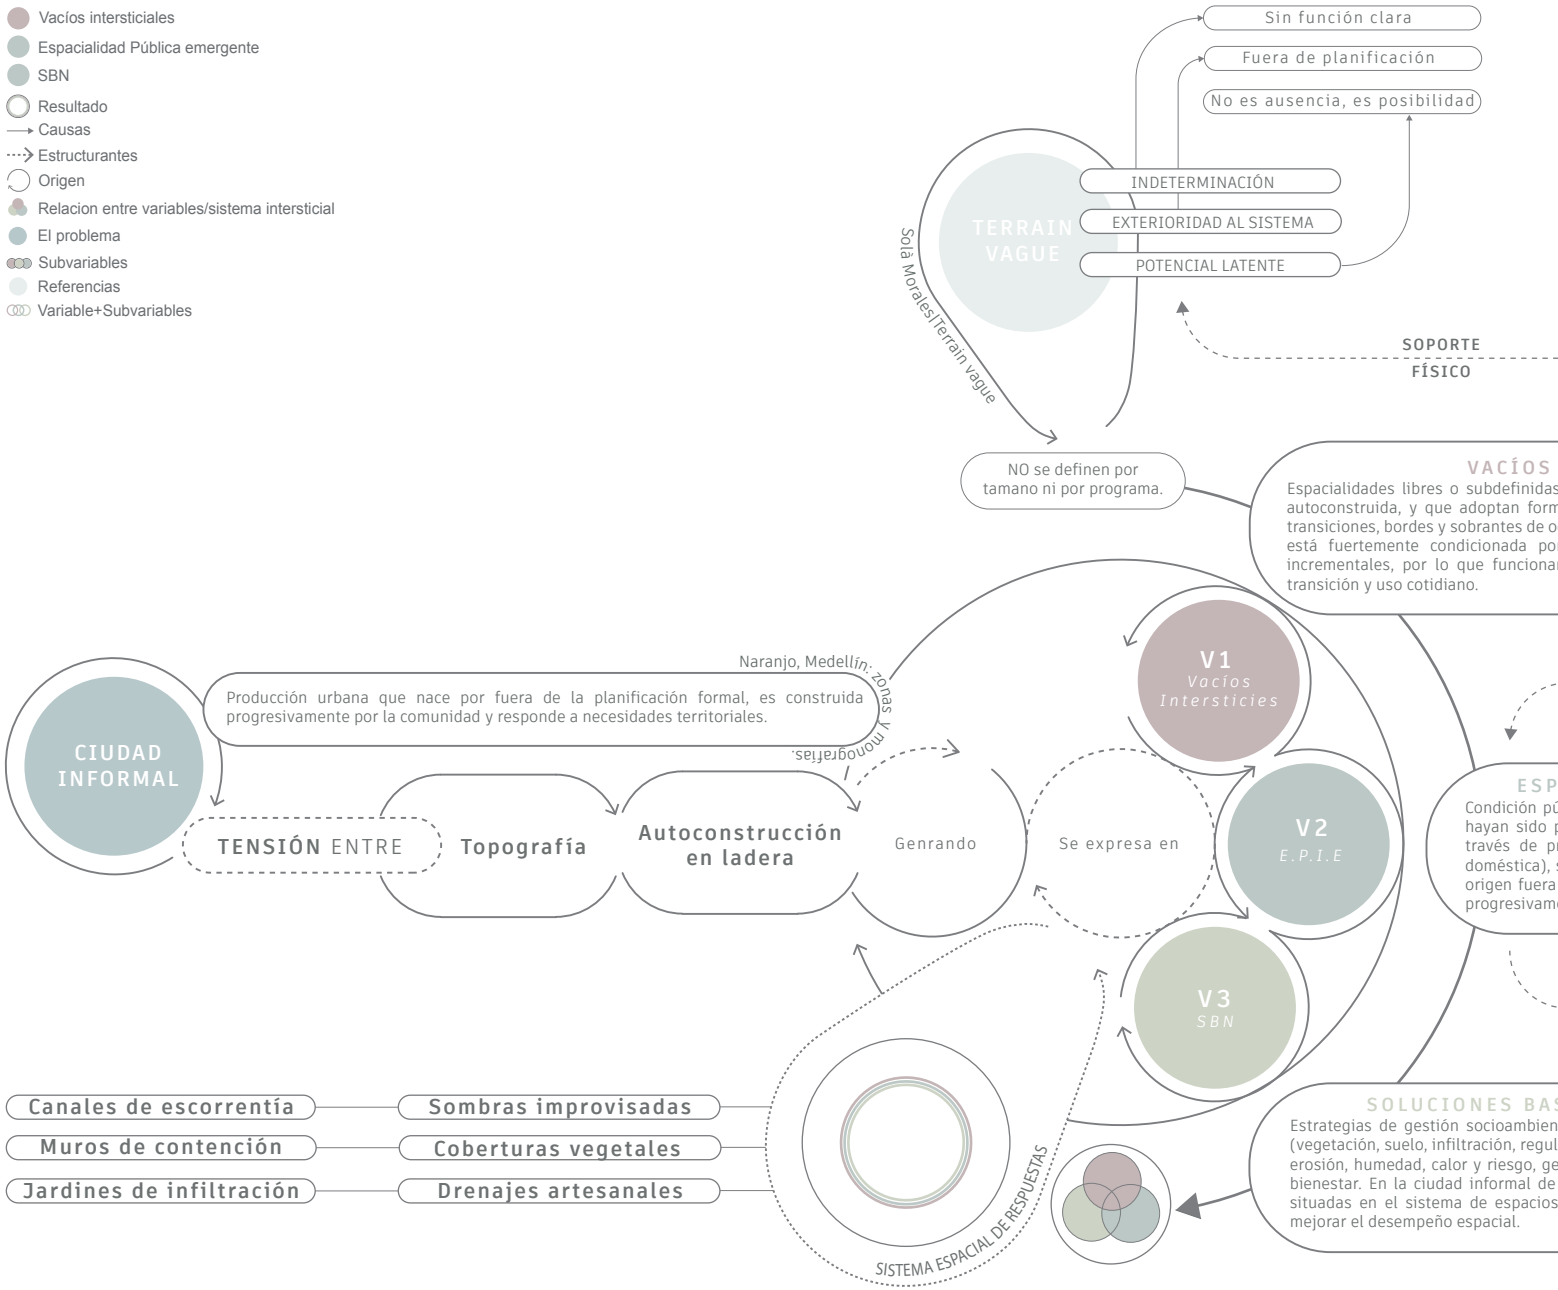 Vacíos intersticiales
Espacialidad Pública emergente
SBN
Resultado
Causas
Estructurantes
Origen
Relacion entre variables/sistema intersticial
El problema
Subvariables
Referencias
Variable+Subvariables
Sin función clara
Fuera de planificación
No es ausencia, es posibilidad
TERRAIN
VAGUE
INDETERMINACIÓN
EXTERIORIDAD AL SISTEMA
POTENCIAL LATENTE
Solà Morales|Terrain vague
SOPORTE
FÍSICO
NO se definen por
tamano ni por programa.
VACÍOS
Espacialidades libres o subdefinidas
autoconstruida, y que adoptan form
transiciones, bordes y sobrantes de o
está fuertemente condicionada por
incrementales, por lo que funcionan
transición y uso cotidiano.
Naranjo, Medellín: zonas y monografías.
Producción urbana que nace por fuera de la planificación formal, es construida
progresivamente por la comunidad y responde a necesidades territoriales.
CIUDAD
INFORMAL
TENSIÓN ENTRE
Topografía
Autoconstrucción
en ladera
Genrando
Se expresa en
V1
Vacíos
Intersticies
V2
E.P.I.E
V3
SBN
ESP
Condición pú
hayan sido p
través de pr
doméstica), s
origen fuera
progresivame
Canales de escorrentía
Sombras improvisadas
Muros de contención
Coberturas vegetales
Jardines de infiltración
Drenajes artesanales
SISTEMA ESPACIAL DE RESPUESTAS
SOLUCIONES BAS
Estrategias de gestión socioambien
(vegetación, suelo, infiltración, regul
erosión, humedad, calor y riesgo, ge
bienestar. En la ciudad informal de
situadas en el sistema de espacios
mejorar el desempeño espacial.